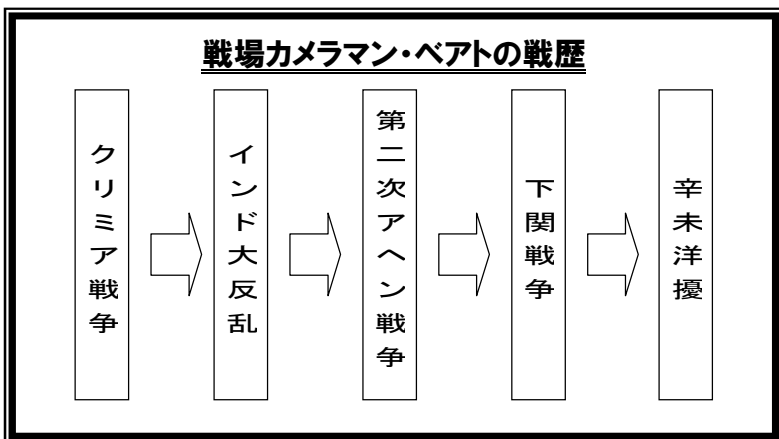 戦場カメラマン・ベアトの戦歴
クリミア戦争
インド大反乱
第二次アヘン戦争
下関戦争
辛未洋擾